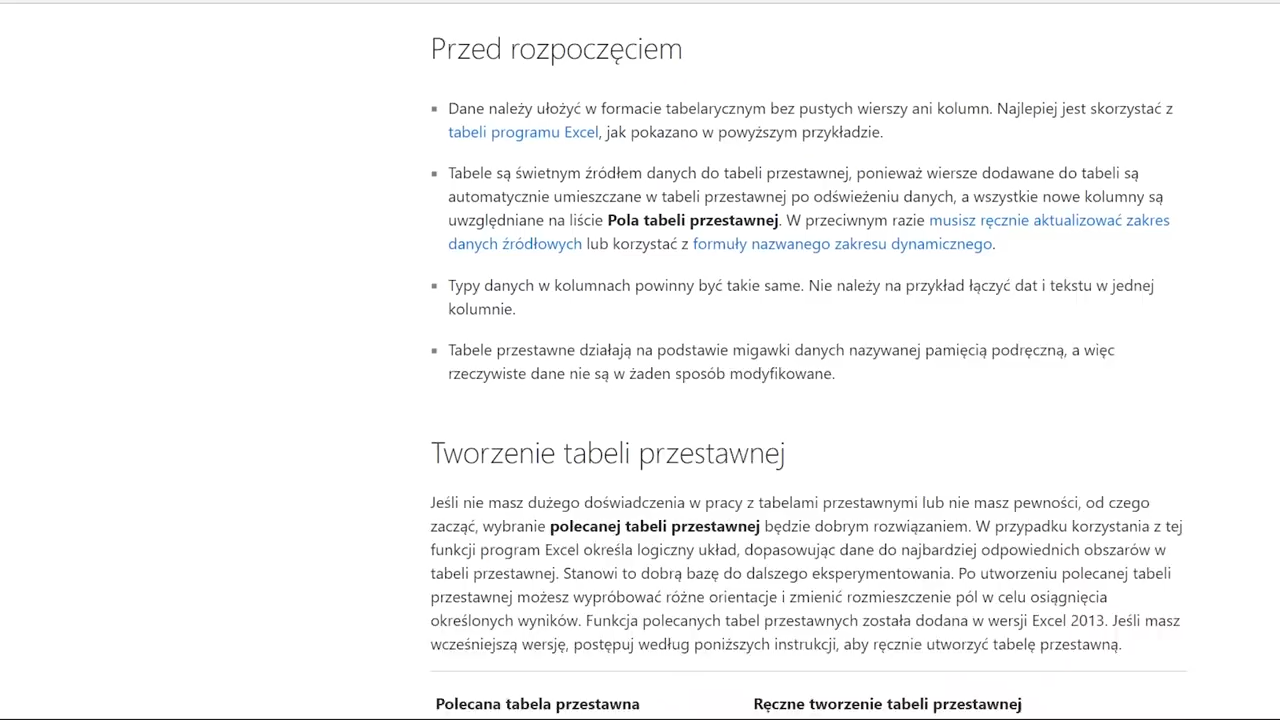 Przed rozpoczęciem
▪ Dane należy ułożyć w formacie tabelarycznym bez pustych wierszy ani kolumn. Najlepiej jest skorzystać z
tabeli programu Excel, jak pokazano w powyższym przykładzie.
▪ Tabele są świetnym źródłem danych do tabeli przestawnej, ponieważ wiersze dodawane do tabeli są
automatycznie umieszczane w tabeli przestawnej po odświeżeniu danych, a wszystkie nowe kolumny są
uwzględniane na liście Pola tabeli przestawnej. W przeciwnym razie musisz ręcznie aktualizować zakres
danych źródłowych lub korzystać z formuły nazwanego zakresu dynamicznego.
▪ Typy danych w kolumnach powinny być takie same. Nie należy na przykład łączyć dat i tekstu w jednej
kolumnie.
▪ Tabele przestawne działają na podstawie migawki danych nazywanej pamięcią podręczną, a więc
rzeczywiste dane nie są w żaden sposób modyfikowane.
Tworzenie tabeli przestawnej
Jeśli nie masz dużego doświadczenia w pracy z tabelami przestawnymi lub nie masz pewności, od czego
zacząć, wybranie polecanej tabeli przestawnej będzie dobrym rozwiązaniem. W przypadku korzystania z tej
funkcji program Excel określa logiczny układ, dopasowując dane do najbardziej odpowiednich obszarów w
tabeli przestawnej. Stanowi to dobrą bazę do dalszego eksperymentowania. Po utworzeniu polecanej tabeli
przestawnej możesz wypróbować różne orientacje i zmienić rozmieszczenie pól w celu osiągnięcia
określonych wyników. Funkcja polecanych tabel przestawnych została dodana w wersji Excel 2013. Jeśli masz
wcześniejszą wersję, postępuj według poniższych instrukcji, aby ręcznie utworzyć tabelę przestawną.
Polecana tabela przestawna Ręczne tworzenie tabeli przestawnej